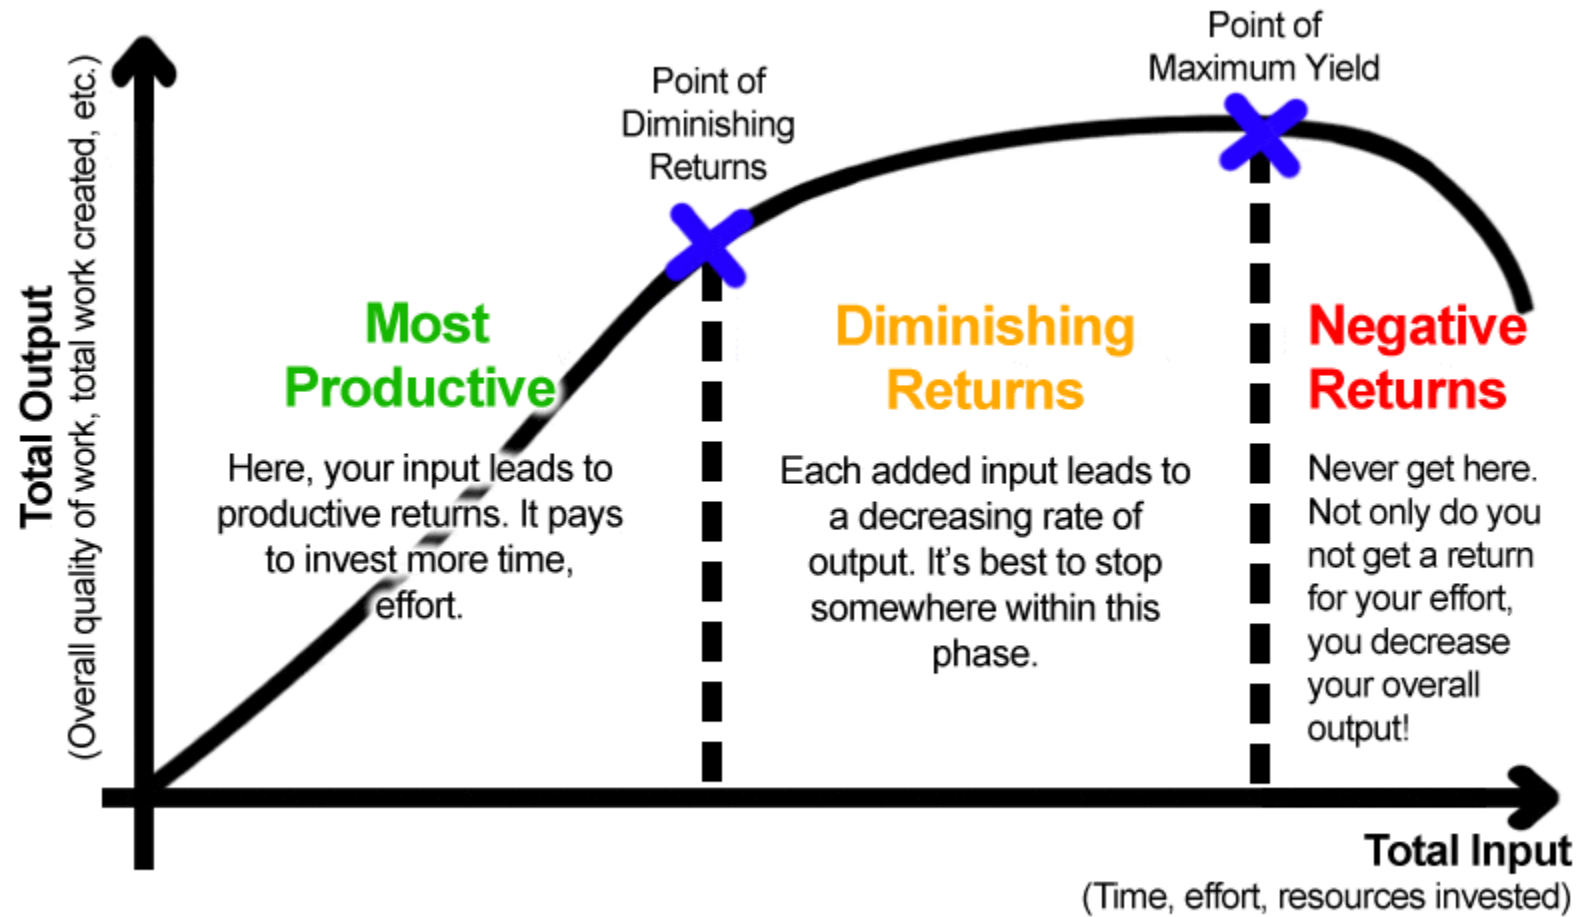 Point of
Maximum Yield
Point of
Diminishing
Returns
Total Output
(Overall quality of work, total work created, etc.)
Most
Productive
Here, your input leads to
productive returns. It pays
to invest more time,
effort.
Diminishing
Returns
Each added input leads to
a decreasing rate of
output. It’s best to stop
somewhere within this
phase.
Negative
Returns
Never get here.
Not only do you
not get a return
for your effort,
you decrease
your overall
output!
Total Input
(Time, effort, resources invested)